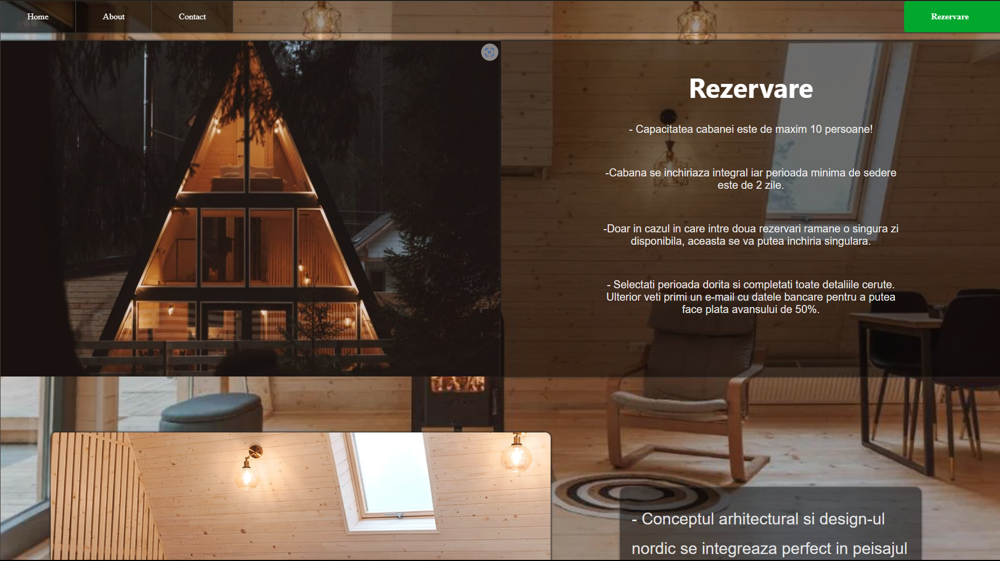 Home
About
Contact
Rezervare
Rezervare
- Capacitatea cabanei este de maxim 10 persoane!
-Cabana se inchiriaza integral iar perioada minima de sedere
este de 2 zile.
-Doar in cazul in care intre doua rezervari ramane o singura zi
disponibila, aceasta se va putea inchiria singulara.
- Selectati perioada dorita si completati toate detaliile cerute.
Ulterior veti primi un e-mail cu datele bancare pentru a putea
face plata avansului de 50%.
- Conceptul arhitectural si design-ul
nordic se integreaza perfect in peisajul